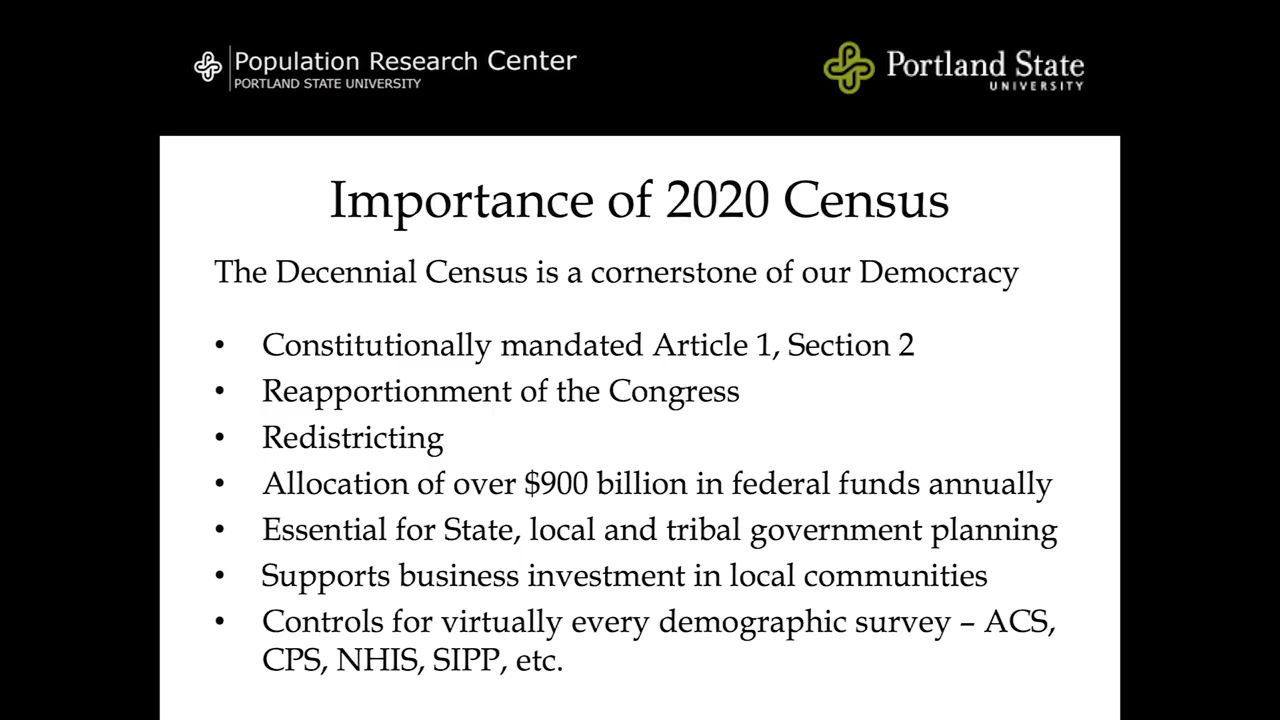 Population Research Center
PORTLAND STATE UNIVERSITY
Portland State
UNIVERSITY
Importance of 2020 Census
The Decennial Census is a cornerstone of our Democracy
• Constitutionally mandated Article 1, Section 2
• Reapportionment of the Congress
• Redistricting
• Allocation of over $900 billion in federal funds annually
• Essential for State, local and tribal government planning
• Supports business investment in local communities
• Controls for virtually every demographic survey – ACS,
CPS, NHIS, SIPP, etc.